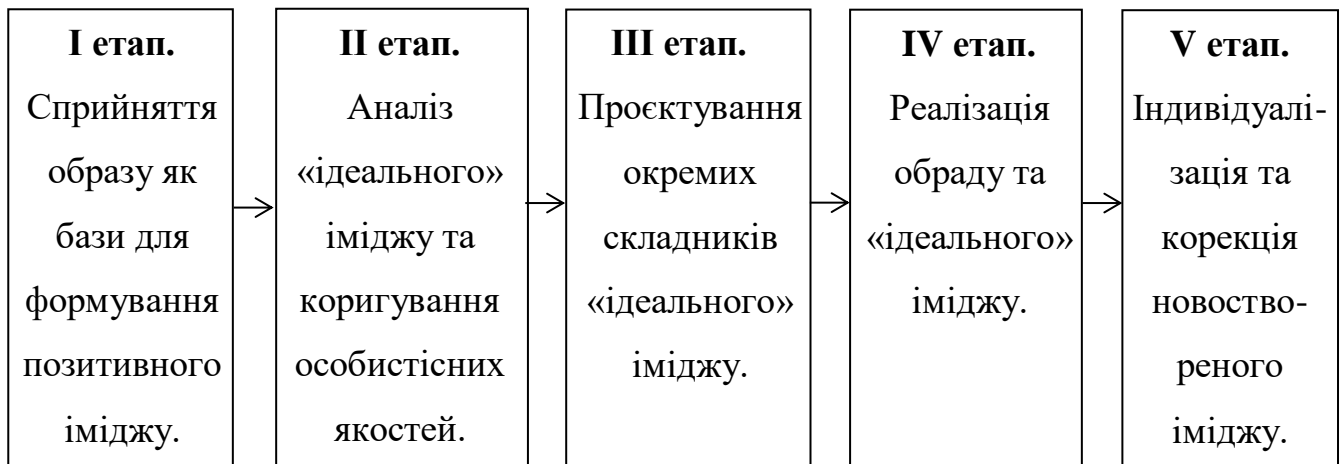 I етап.
Сприйняття
образу як
бази для
формування
позитивного
іміджу.
II етап.
Аналіз
«ідеального»
іміджу та
коригування
особистісних
якостей.
III етап.
Проєктування
окремих
складників
«ідеального»
іміджу.
IV етап.
Реалізація
обраду та
«ідеального»
іміджу.
V етап.
Індивідуалі-
зація та
корекція
новоство-
реного
іміджу.